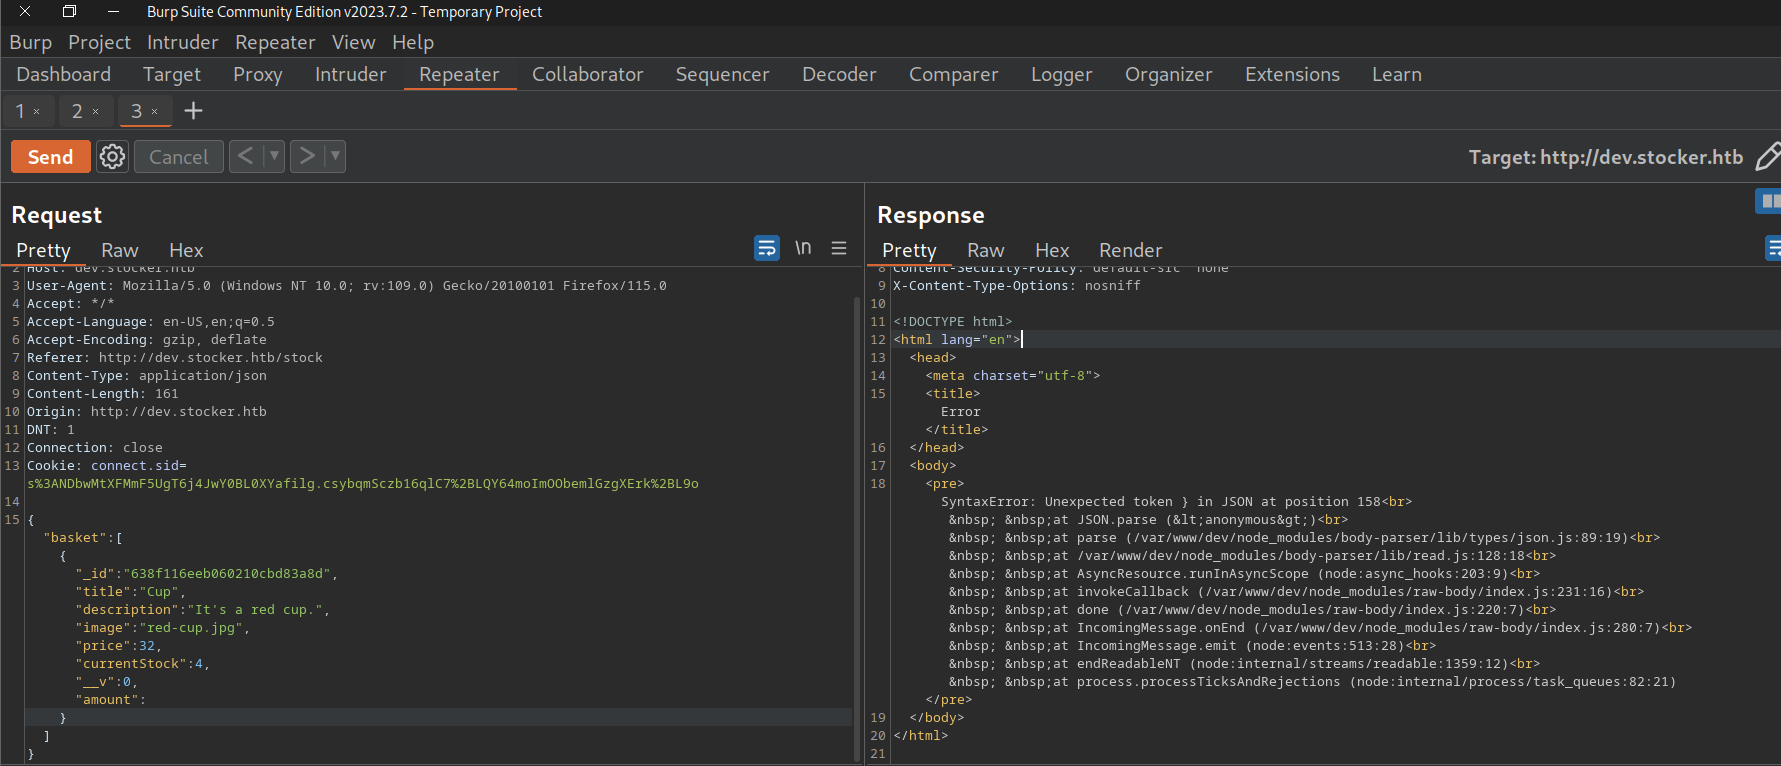 Burp Suite Community Edition v2023.7.2 - Temporary Project
Burp Project Intruder Repeater View Help
Dashboard Target Proxy Intruder Repeater Collaborator Sequencer Decoder Comparer Logger Organizer Extensions Learn
1 × 2 × 3 × +
Send Cancel < > Target: http://dev.stocker.htb
Request
Pretty Raw Hex \n
2 Host: dev.stocker.htb
3 User-Agent: Mozilla/5.0 (Windows NT 10.0; rv:109.0) Gecko/20100101 Firefox/115.0
4 Accept: */*
5 Accept-Language: en-US,en;q=0.5
6 Accept-Encoding: gzip, deflate
7 Referer: http://dev.stocker.htb/stock
8 Content-Type: application/json
9 Content-Length: 161
10 Origin: http://dev.stocker.htb
11 DNT: 1
12 Connection: close
13 Cookie: connect.sid=
s%3ANDbwMtXFMmF5UgT6j4JwY0BL0XYafilg.csybqmSczb16qlC7%2BLQY64moImOObemlGzgXErk%2BL9o
14
15 {
"basket":[
{
"_id":"638f116eeb060210cbd83a8d",
"title":"Cup",
"description":"It's a red cup.",
"image":"red-cup.jpg",
"price":32,
"currentStock":4,
"__v":0,
"amount":
}
]
}
Response
Pretty Raw Hex Render
8 Content-Security-Policy: default-src 'none'
9 X-Content-Type-Options: nosniff
10
11 <!DOCTYPE html>
12 <html lang="en">
13 <head>
14 <meta charset="utf-8">
15 <title>
Error
</title>
16 </head>
17 <body>
18 <pre>
SyntaxError: Unexpected token } in JSON at position 158<br>
&nbsp; &nbsp;at JSON.parse (&lt;anonymous&gt;)<br>
&nbsp; &nbsp;at parse (/var/www/dev/node_modules/body-parser/lib/types/json.js:89:19)<br>
&nbsp; &nbsp;at /var/www/dev/node_modules/body-parser/lib/read.js:128:18<br>
&nbsp; &nbsp;at AsyncResource.runInAsyncScope (node:async_hooks:203:9)<br>
&nbsp; &nbsp;at invokeCallback (/var/www/dev/node_modules/raw-body/index.js:231:16)<br>
&nbsp; &nbsp;at done (/var/www/dev/node_modules/raw-body/index.js:220:7)<br>
&nbsp; &nbsp;at IncomingMessage.onEnd (/var/www/dev/node_modules/raw-body/index.js:280:7)<br>
&nbsp; &nbsp;at IncomingMessage.emit (node:events:513:28)<br>
&nbsp; &nbsp;at endReadableNT (node:internal/streams/readable:1359:12)<br>
&nbsp; &nbsp;at process.processTicksAndRejections (node:internal/process/task_queues:82:21)
</pre>
19 </body>
20 </html>
21